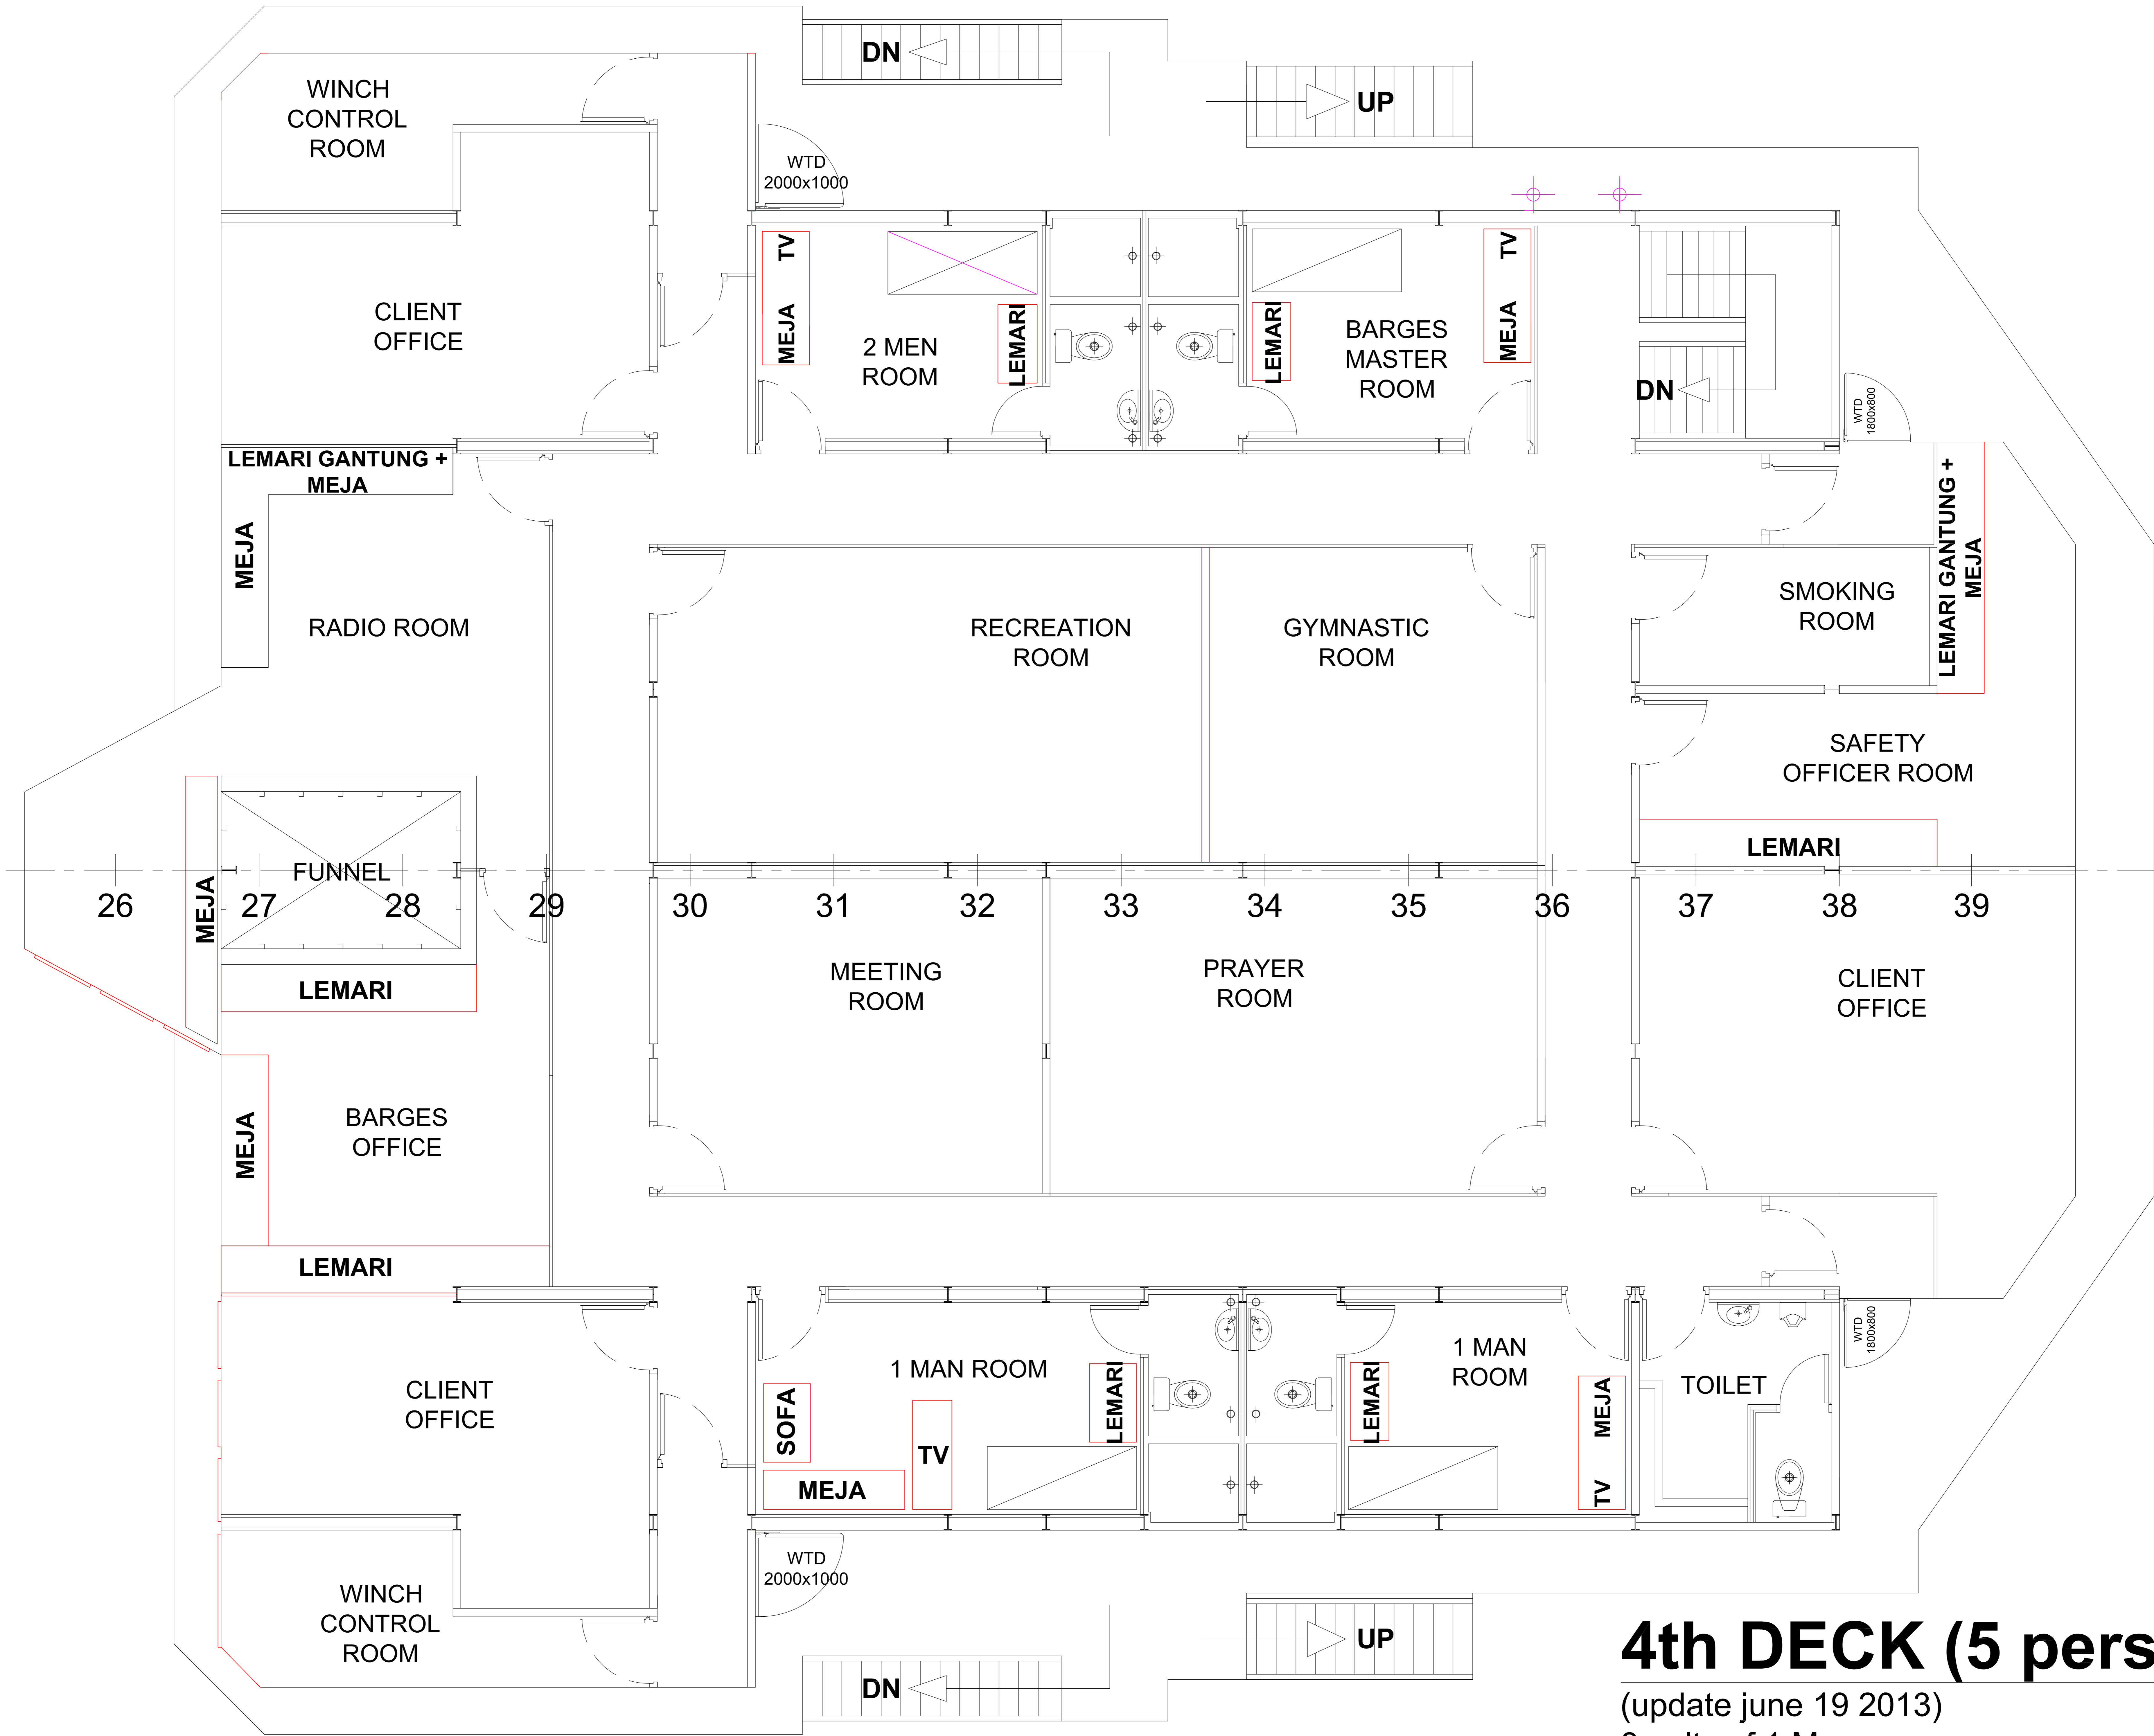 DN
UP
WINCH
CONTROL
ROOM
WTD
2000x1000
CLIENT
OFFICE
TV
MEJA
2 MEN
ROOM
LEMARI
LEMARI
BARGES
MASTER
ROOM
TV
MEJA
DN
WTD
1800x800
LEMARI GANTUNG +
MEJA
MEJA
RADIO ROOM
RECREATION
ROOM
GYMNASTIC
ROOM
SMOKING
ROOM
LEMARI GANTUNG +
MEJA
SAFETY
OFFICER ROOM
LEMARI
FUNNEL
MEJA
26 27 28 29 30 31 32 33 34 35 36 37 38 39
LEMARI
MEETING
ROOM
PRAYER
ROOM
CLIENT
OFFICE
MEJA
BARGES
OFFICE
LEMARI
CLIENT
OFFICE
1 MAN ROOM
SOFA
MEJA
TV
LEMARI
LEMARI
1 MAN
ROOM
MEJA
TV
TOILET
WTD
1800x800
WTD
2000x1000
WINCH
CONTROL
ROOM
DN
UP
4th DECK (5 pers
(update june 19 2013)